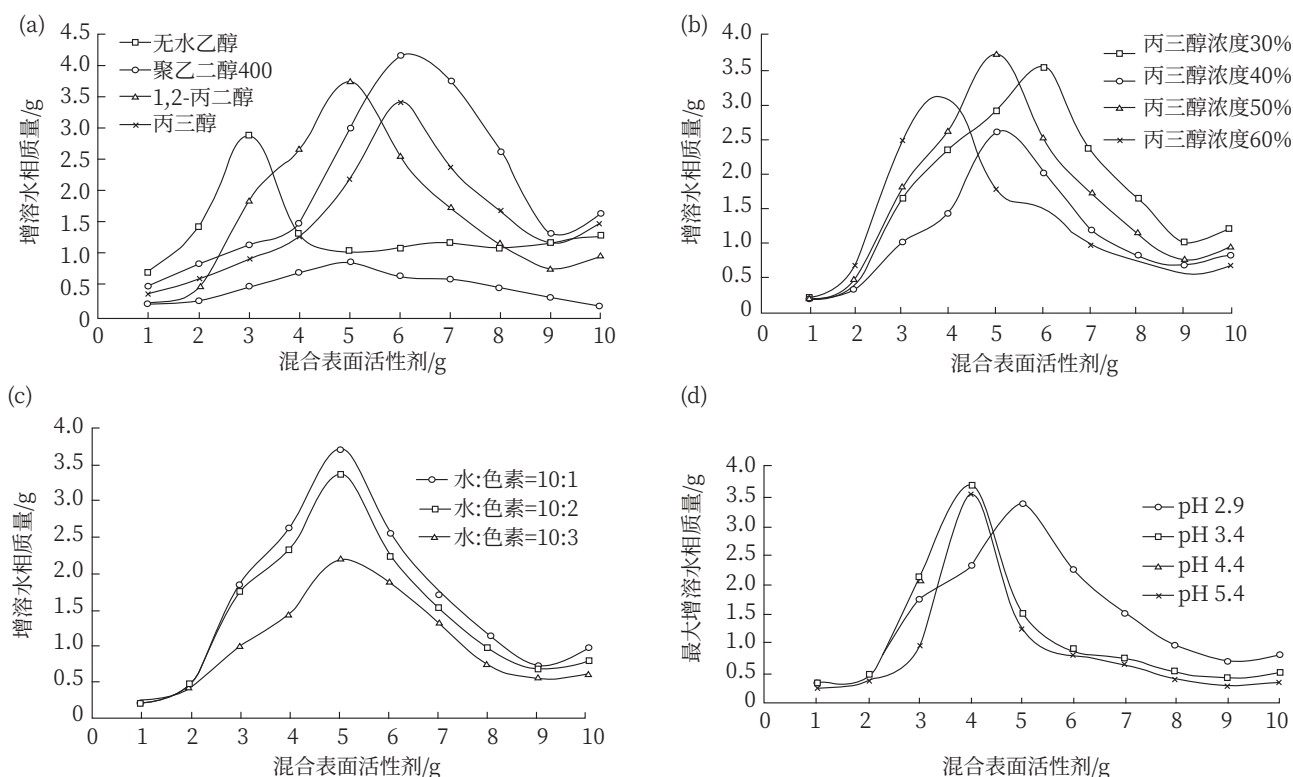 (a)
增溶水相质量/g
4.5
4.0
3.5
3.0
2.5
2.0
1.5
1.0
0.5
0
无水乙醇
聚乙二醇400
1,2-丙二醇
丙三醇
0 1 2 3 4 5 6 7 8 9 10
混合表面活性剂/g
(b)
增溶水相质量/g
4.0
3.5
3.0
2.5
2.0
1.5
1.0
0.5
0
丙三醇浓度30%
丙三醇浓度40%
丙三醇浓度50%
丙三醇浓度60%
0 1 2 3 4 5 6 7 8 9 10
混合表面活性剂/g
(c)
增溶水相质量/g
4.0
3.5
3.0
2.5
2.0
1.5
1.0
0.5
0
水:色素=10:1
水:色素=10:2
水:色素=10:3
0 1 2 3 4 5 6 7 8 9 10
混合表面活性剂/g
(d)
最大增溶水相质量/g
4.0
3.5
3.0
2.5
2.0
1.5
1.0
0.5
0
pH 2.9
pH 3.4
pH 4.4
pH 5.4
0 1 2 3 4 5 6 7 8 9 10
混合表面活性剂/g